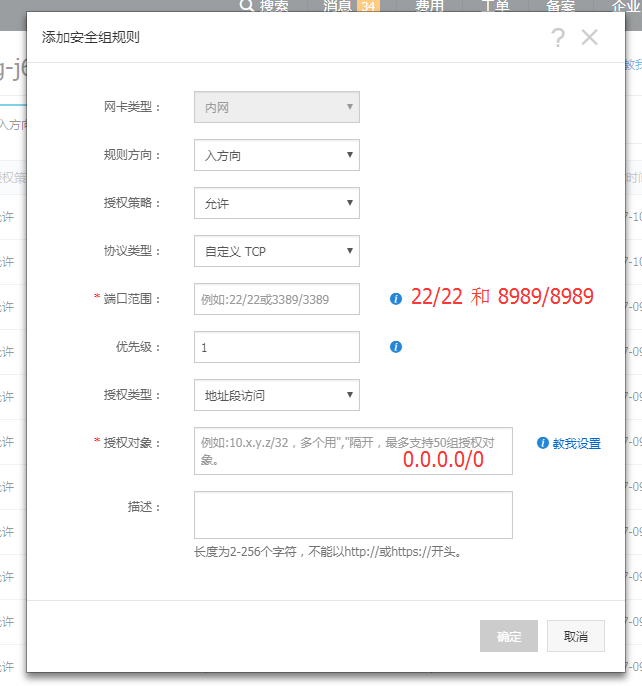 搜索 消息 34 费用 工单 备案 企业
添加安全组规则
教我
网卡类型： 内网
入方向
规则方向： 入方向
授权策略： 允许
协议类型： 自定义 TCP
* 端口范围： 例如:22/22或3389/3389 22/22 和 8989/8989
优先级： 1
授权类型： 地址段访问
* 授权对象： 例如:10.x.y.z/32，多个用","隔开，最多支持50组授权对象。 教我设置
0.0.0.0/0
描述：
长度为2-256个字符，不能以http://或https://开头。
确定 取消